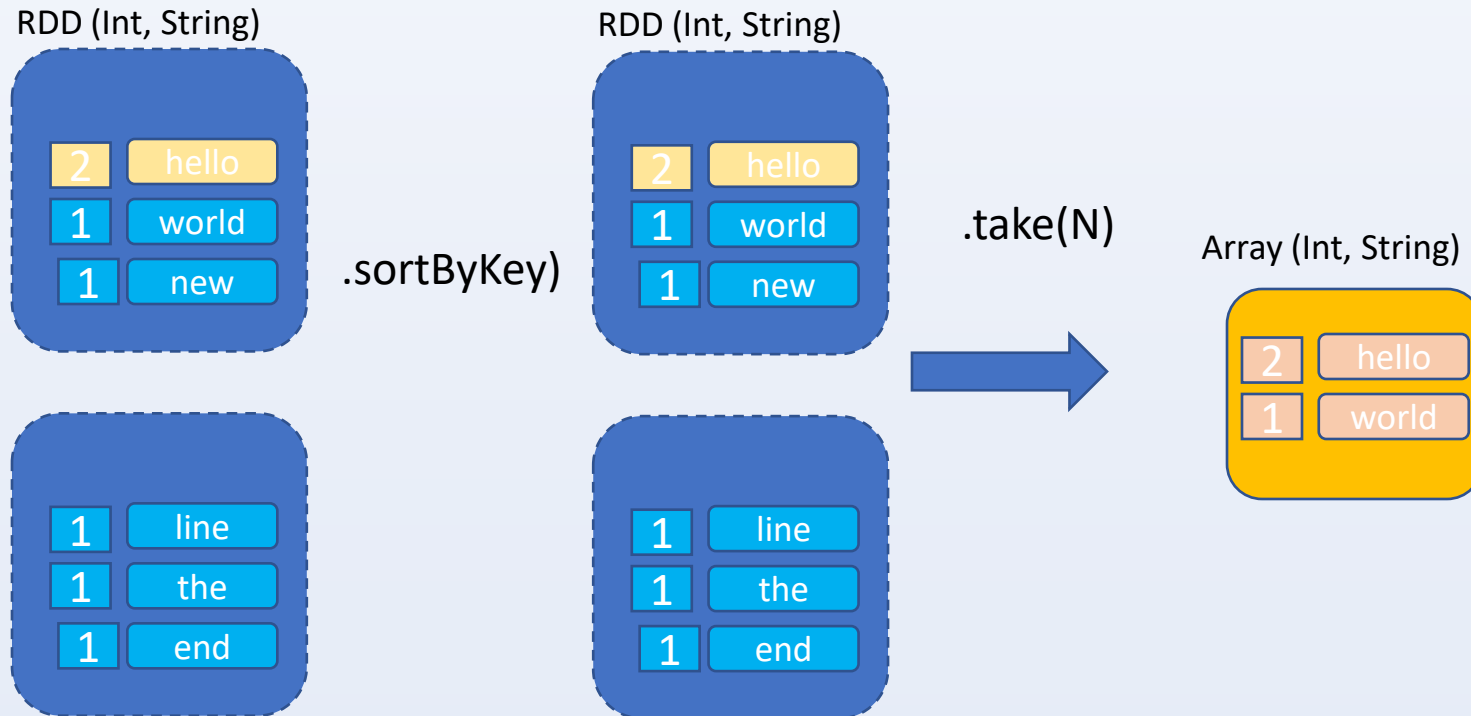 RDD (Int, String)
2 hello
1 world
1 new
1 line
1 the
1 end
.sortByKey)
RDD (Int, String)
2 hello
1 world
1 new
1 line
1 the
1 end
.take(N)
Array (Int, String)
2 hello
1 world